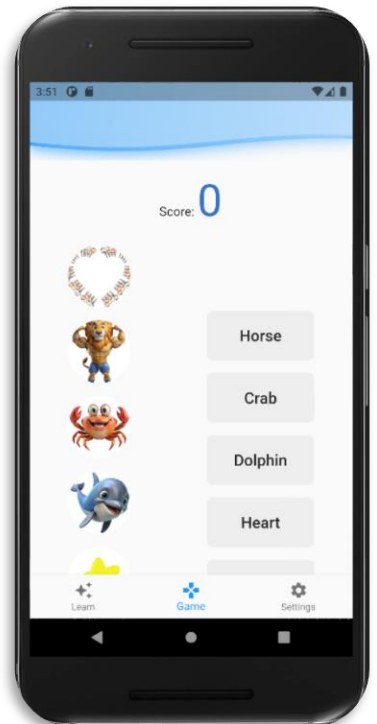 3:51
Score: 0
Horse
Crab
Dolphin
Heart
Learn
Game
Settings